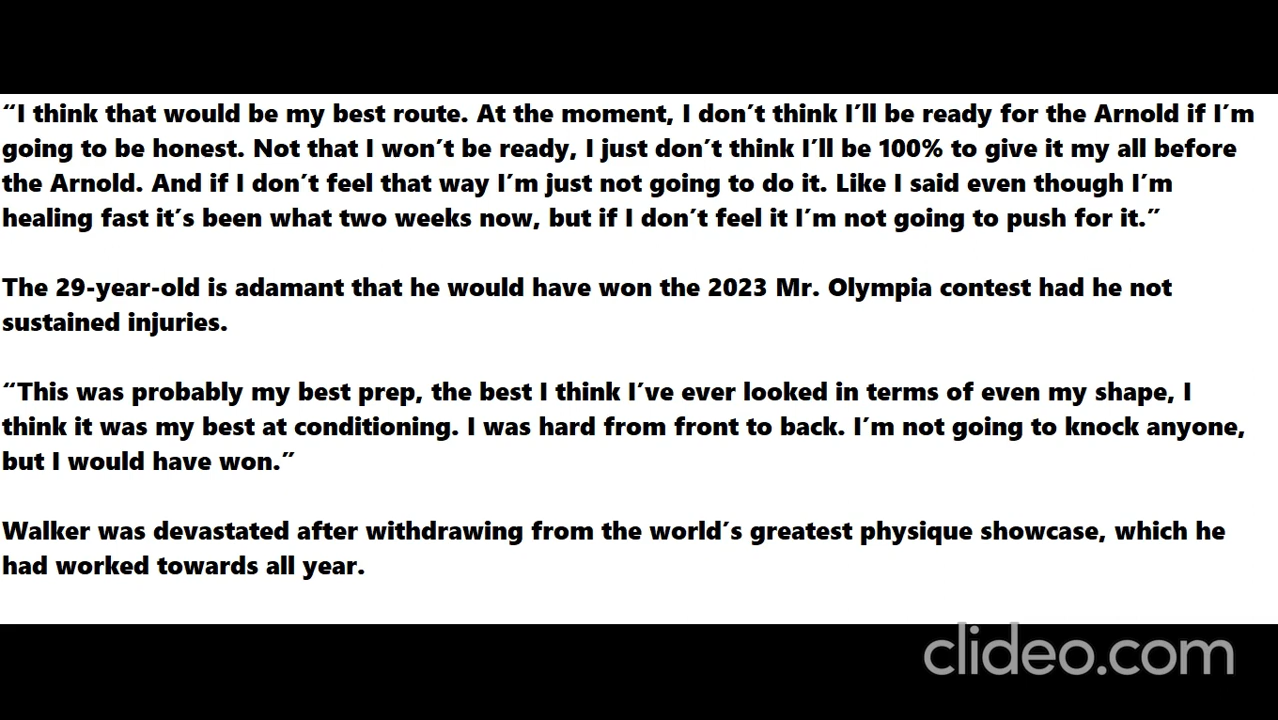 “I think that would be my best route. At the moment, I don’t think I’ll be ready for the Arnold if I’m
going to be honest. Not that I won’t be ready, I just don’t think I’ll be 100% to give it my all before
the Arnold. And if I don’t feel that way I’m just not going to do it. Like I said even though I’m
healing fast it’s been what two weeks now, but if I don’t feel it I’m not going to push for it.”
The 29-year-old is adamant that he would have won the 2023 Mr. Olympia contest had he not
sustained injuries.
“This was probably my best prep, the best I think I’ve ever looked in terms of even my shape, I
think it was my best at conditioning. I was hard from front to back. I’m not going to knock anyone,
but I would have won.”
Walker was devastated after withdrawing from the world’s greatest physique showcase, which he
had worked towards all year.
clideo.com